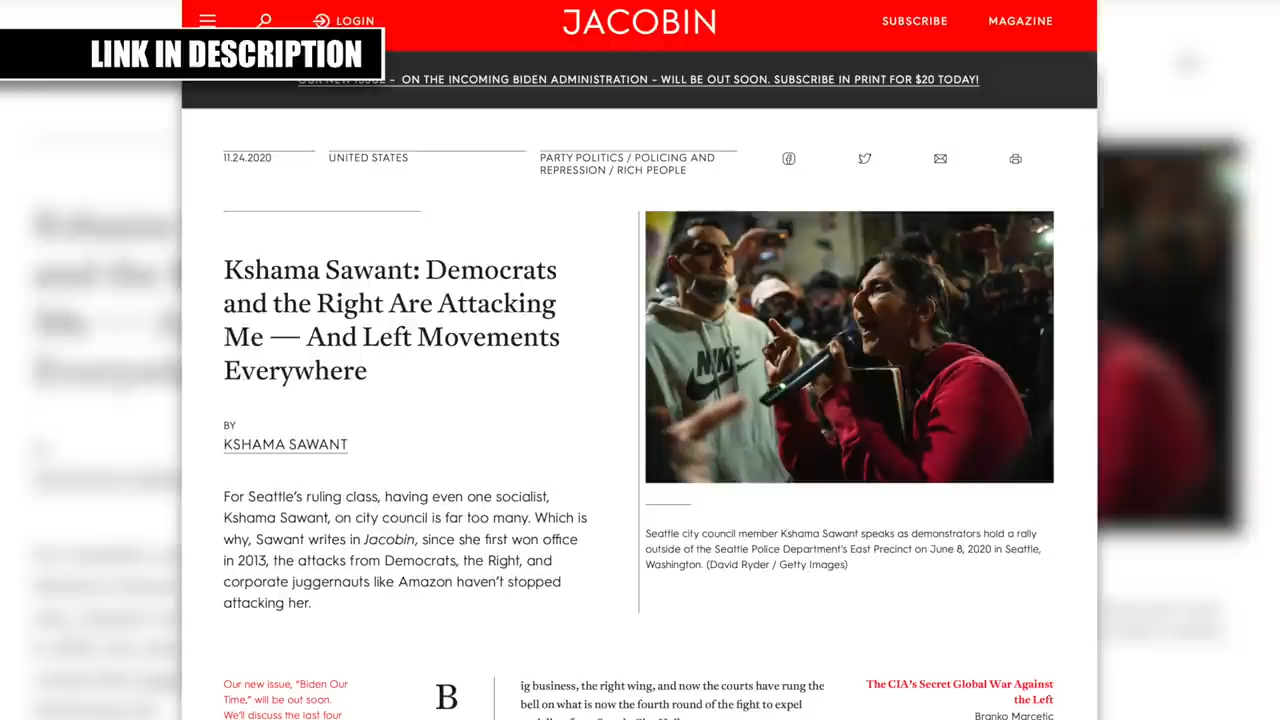 LOGIN
JACOBIN
SUBSCRIBE
MAGAZINE
LINK IN DESCRIPTION
OUR NEW ISSUE - ON THE INCOMING BIDEN ADMINISTRATION - WILL BE OUT SOON. SUBSCRIBE IN PRINT FOR $20 TODAY!
11.24.2020
UNITED STATES
PARTY POLITICS / POLICING AND
REPRESSION / RICH PEOPLE
Kshama Sawant: Democrats
and the Right Are Attacking
Me — And Left Movements
Everywhere
BY
KSHAMA SAWANT
For Seattle's ruling class, having even one socialist,
Kshama Sawant, on city council is far too many. Which is
why, Sawant writes in Jacobin, since she first won office
in 2013, the attacks from Democrats, the Right, and
corporate juggernauts like Amazon haven't stopped
attacking her.
NIKE
Seattle city council member Kshama Sawant speaks as demonstrators hold a rally
outside of the Seattle Police Department's East Precinct on June 8, 2020 in Seattle,
Washington. (David Ryder / Getty Images)
Our new issue, "Biden Our
Time," will be out soon.
We'll discuss the last four
B
ig business, the right wing, and now the courts have rung the
bell on what is now the fourth round of the fight to expel
The CIA's Secret Global War Against
the Left
Branko Marcetic